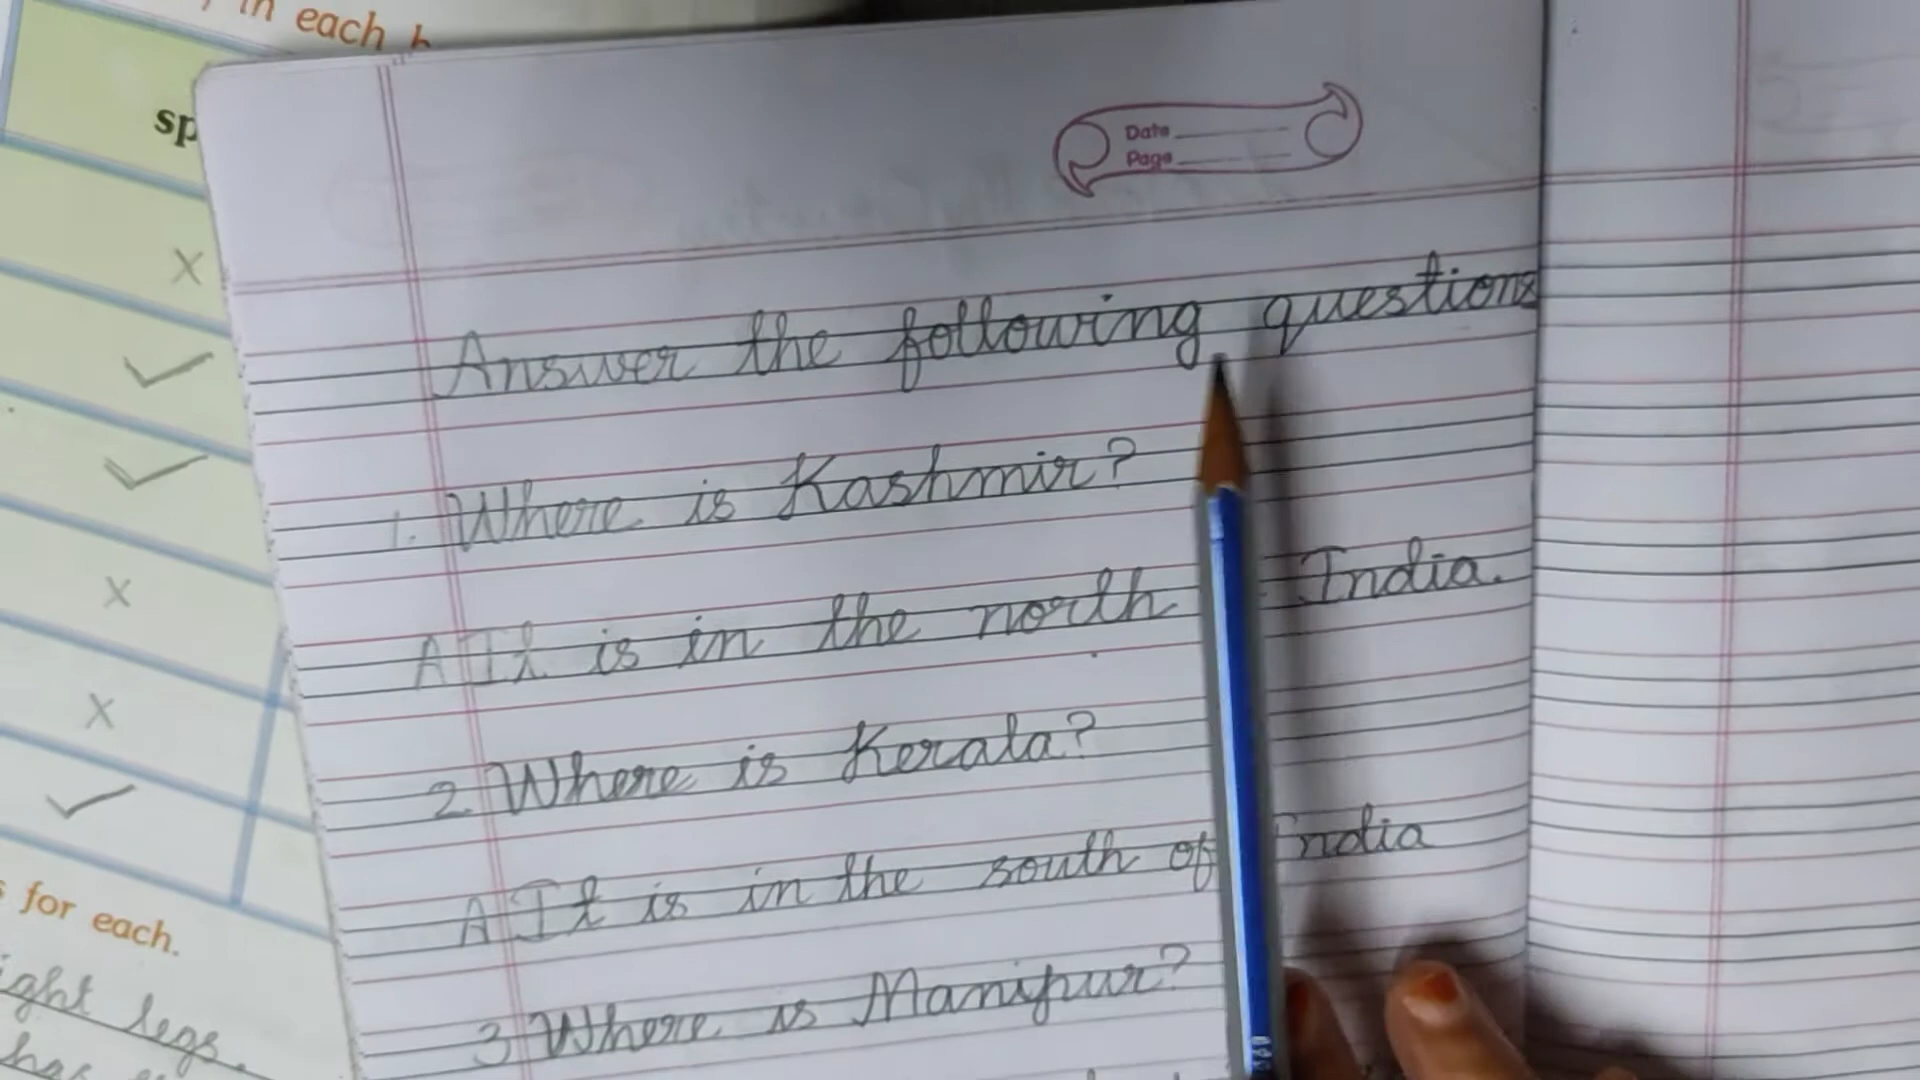 in each
sp
Date
Page
Answer the following questions
1. Where is Kashmir?
A It is in the north India.
2. Where is Kerala?
A It is in the south of India
3 Where is Manipur?
for each.
ight legs.
has